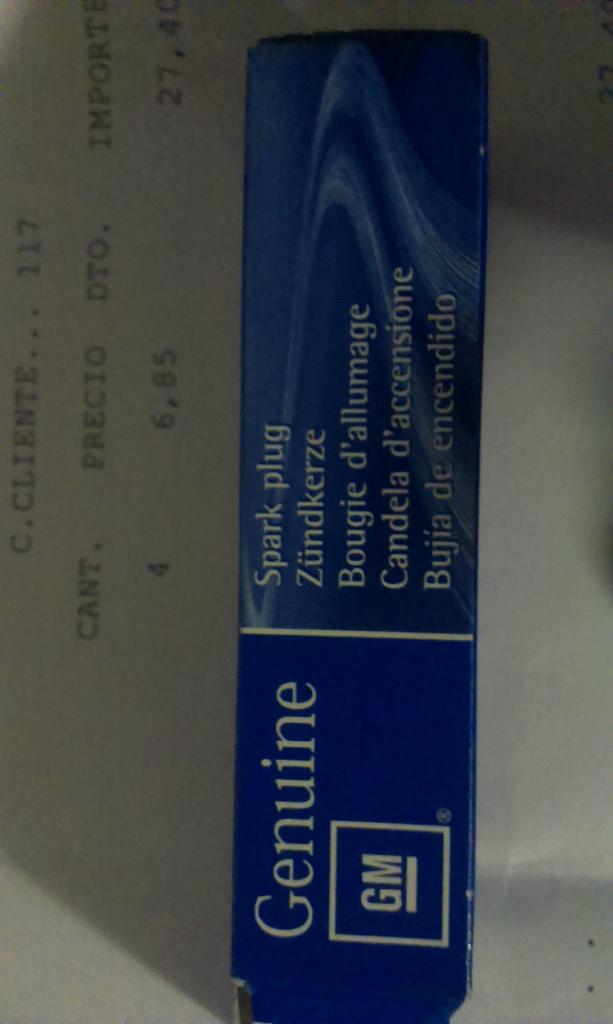 C.CLIENTE... 117
CANT. PRECIO DTO. IMPORTE
4 6,85 27,40
Genuine
GM ®
Spark plug
Zündkerze
Bougie d'allumage
Candela d'accensione
Bujía de encendido